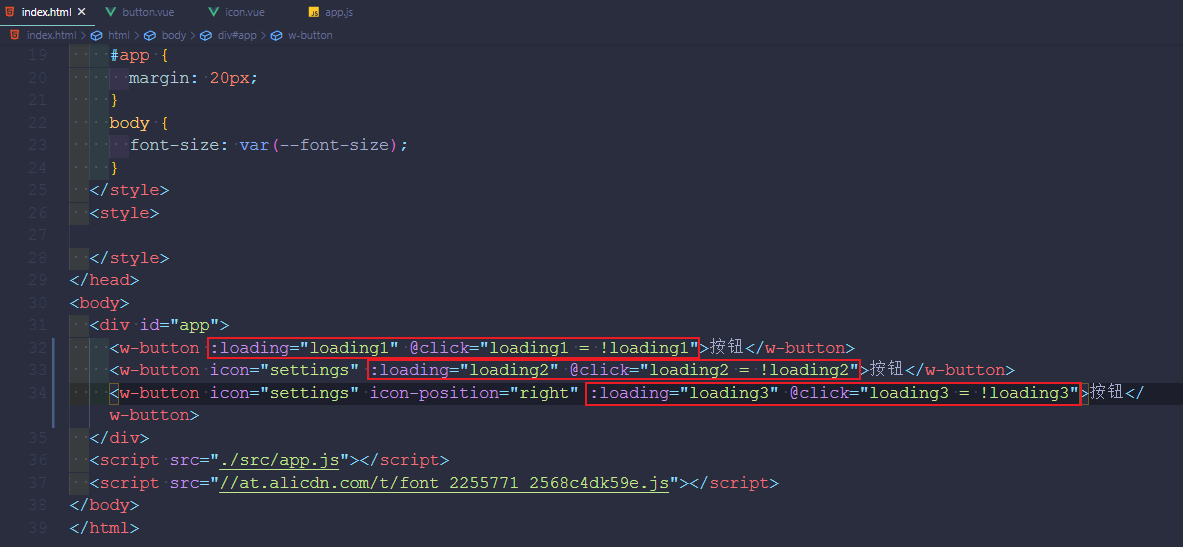 index.html × button.vue icon.vue app.js
index.html > html > body > div#app > w-button
19 #app {
20 margin: 20px;
21 }
22 body {
23 font-size: var(--font-size);
24 }
25 </style>
26 <style>
27
28 </style>
29 </head>
30 <body>
31 <div id="app">
32 <w-button :loading="loading1" @click="loading1 = !loading1">按钮</w-button>
33 <w-button icon="settings" :loading="loading2" @click="loading2 = !loading2">按钮</w-button>
34 <w-button icon="settings" icon-position="right" :loading="loading3" @click="loading3 = !loading3">按钮</
w-button>
35 </div>
36 <script src="./src/app.js"></script>
37 <script src="//at.alicdn.com/t/font_2255771_2568c4dk59e.js"></script>
38 </body>
39 </html>